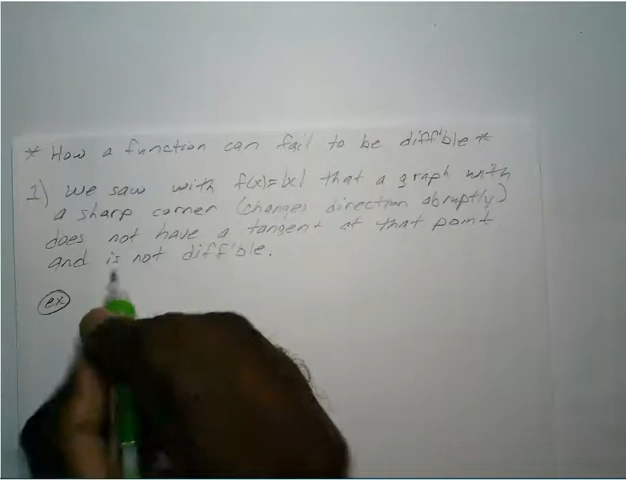 * How a function can fail to be diff'ble *
1) We saw with f(x)=|x| that a graph with
a sharp corner (changes direction abruptly)
does not have a tangent at that point
and is not diff'ble.
ex